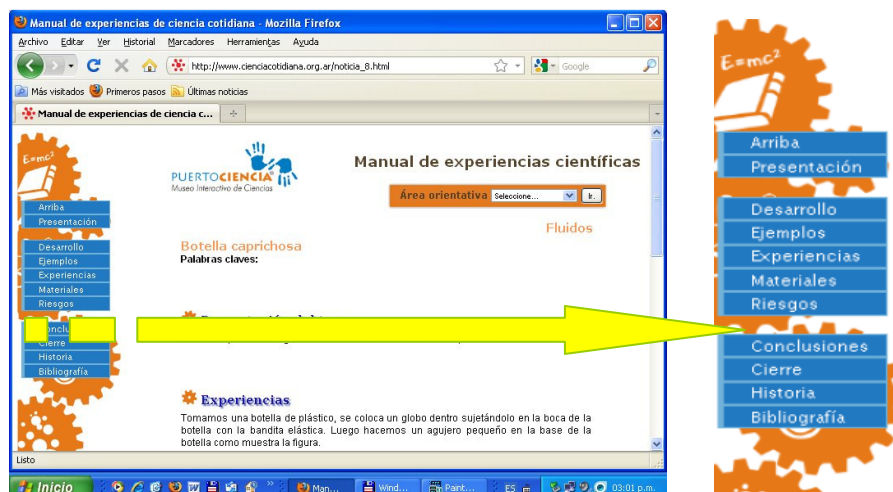 Manual de experiencias de ciencia cotidiana - Mozilla Firefox
Archivo Editar Ver Historial Marcadores Herramientas Ayuda
http://www.cienciacotidiana.org.ar/noticia_8.html
Google
Más visitados Primeros pasos Últimas noticias
Manual de experiencias de ciencia c...
E=mc²
PUERTOCIENCIA
Museo Interactivo de Ciencias
Manual de experiencias científicas
Área orientativa Seleccione... Ir.
Fluidos
Botella caprichosa
Palabras claves:
Arriba
Presentación
Desarrollo
Ejemplos
Experiencias
Materiales
Riesgos
Cierre
Historia
Bibliografía
Experiencias
Tomamos una botella de plástico, se coloca un globo dentro sujetándolo en la boca de la
botella con la bandita elástica. Luego hacemos un agujero pequeño en la base de la
botella como muestra la figura.
Listo
Inicio
Man...
Wind...
Paint...
ES
03:01 p.m.
E=mc²
Arriba
Presentación
Desarrollo
Ejemplos
Experiencias
Materiales
Riesgos
Conclusiones
Cierre
Historia
Bibliografía